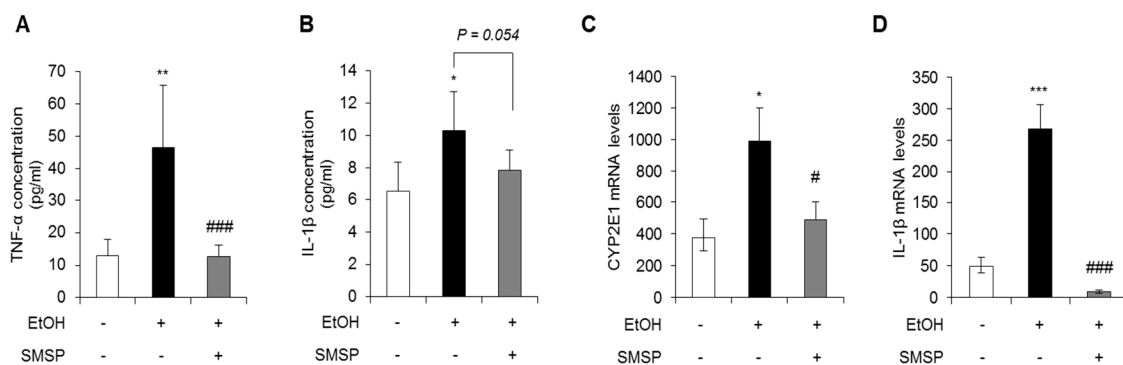 A
TNF-α concentration
(pg/ml)
70
60
50
40
30
20
10
0
**
###
EtOH - + +
SMSP - - +
B
P = 0.054
IL-1β concentration
(pg/ml)
14
12
10
8
6
4
2
0
*
EtOH - + +
SMSP - - +
C
CYP2E1 mRNA levels
1400
1200
1000
800
600
400
200
0
*
#
EtOH - + +
SMSP - - +
D
IL-1β mRNA levels
350
300
250
200
150
100
50
0
***
###
EtOH - + +
SMSP - - +